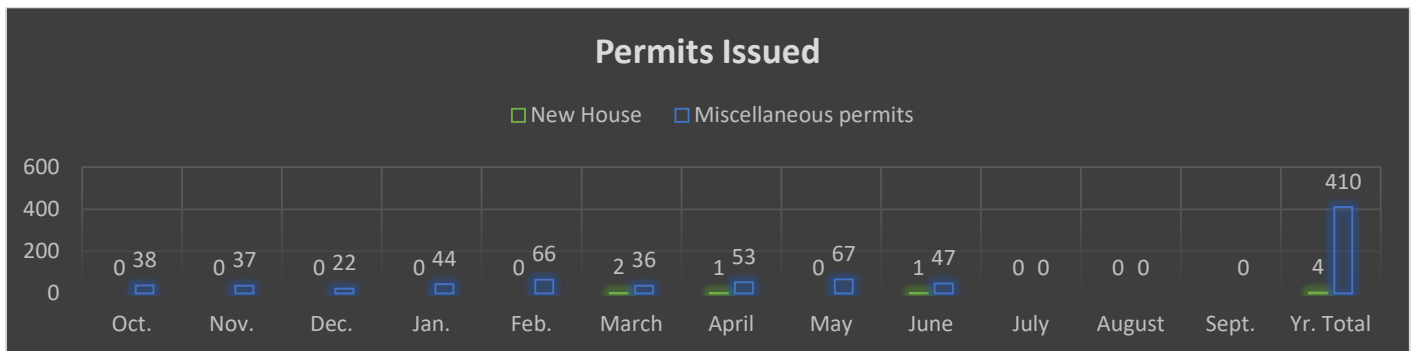 Permits Issued
New House Miscellaneous permits
600
400
200
0
410
0 38 0 37 0 22 0 44 0 66 2 36 1 53 0 67 1 47 0 0 0 0 0 4
Oct. Nov. Dec. Jan. Feb. March April May June July August Sept. Yr. Total